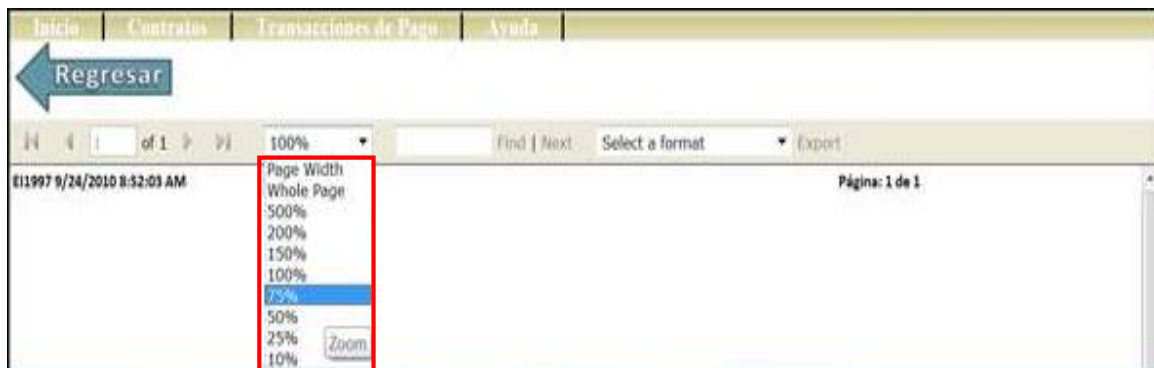 Inicio Contratos Transacciones de Pago Ayuda
Regresar
1 of 1 100% Find | Next Select a format Export
EI1997 9/24/2010 8:52:03 AM Página: 1 de 1
Page Width
Whole Page
500%
200%
150%
100%
75%
50%
25%
Zoom
10%